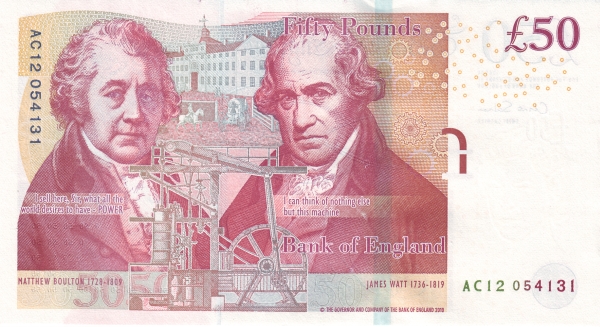 AC12 054131
Fifty Pounds
£50
I sell here, Sir, what all the
world desires to have – POWER
I can think of nothing else
but this machine
Bank of England
MATTHEW BOULTON 1728-1809
50
50
JAMES WATT 1736-1819
AC12 054131
© THE GOVERNOR AND COMPANY OF THE BANK OF ENGLAND 2010